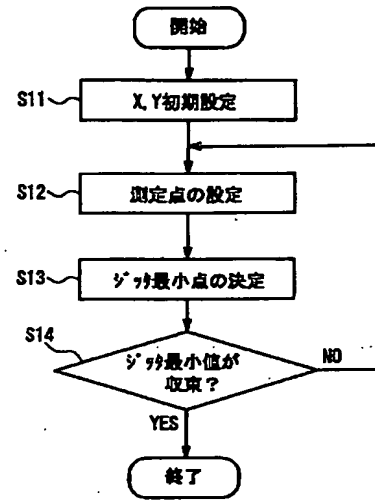 開始
S11
X,Y初期設定
S12
測定点の設定
S13
ジッタ最小点の決定
S14
ジッタ最小値が
収束?
NO
YES
終了